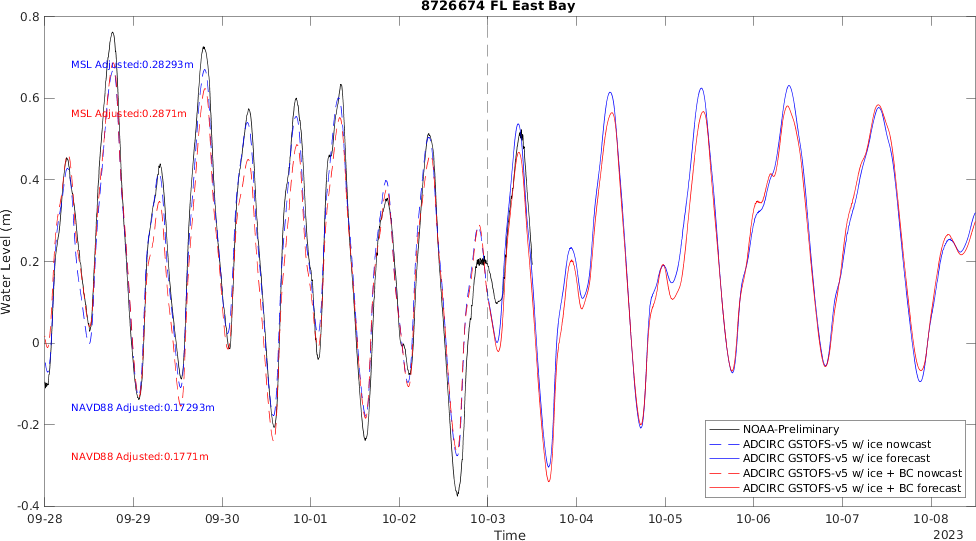 8726674 FL East Bay
0.8
0.6
0.4
0.2
0
-0.2
-0.4
Water Level (m)
MSL Adjusted:0.28293m
MSL Adjusted:0.2871m
NAVD88 Adjusted:0.17293m
NAVD88 Adjusted:0.1771m
NOAA-Preliminary
ADCIRC GSTOFS-v5 w/ ice nowcast
ADCIRC GSTOFS-v5 w/ ice forecast
ADCIRC GSTOFS-v5 w/ ice + BC nowcast
ADCIRC GSTOFS-v5 w/ ice + BC forecast
09-28 09-29 09-30 10-01 10-02 10-03 10-04 10-05 10-06 10-07 10-08
Time
2023